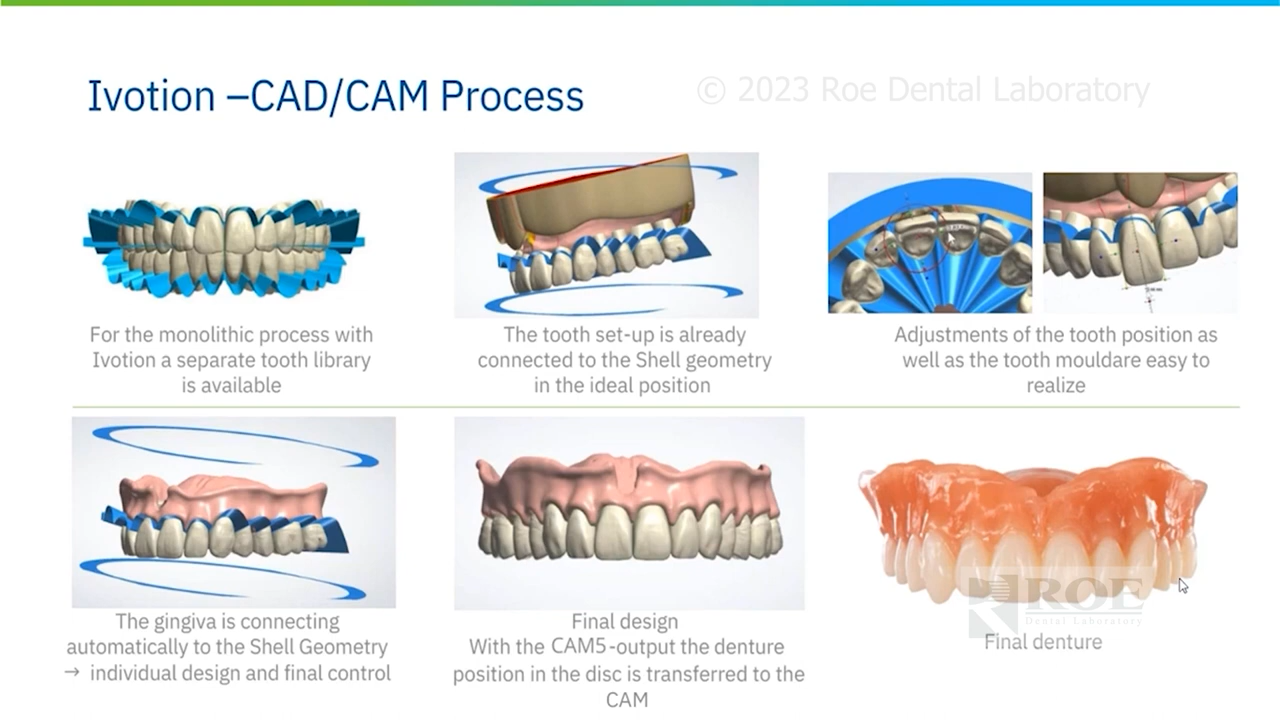 Ivotion –CAD/CAM Process
© 2023 Roe Dental Laboratory
For the monolithic process with
Ivotion a separate tooth library
is available
The tooth set-up is already
connected to the Shell geometry
in the ideal position
Adjustments of the tooth position as
well as the tooth mouldare easy to
realize
The gingiva is connecting
automatically to the Shell Geometry
→ individual design and final control
Final design
With the CAM5-output the denture
position in the disc is transferred to the
CAM
ROE
Dental Laboratory
Final denture